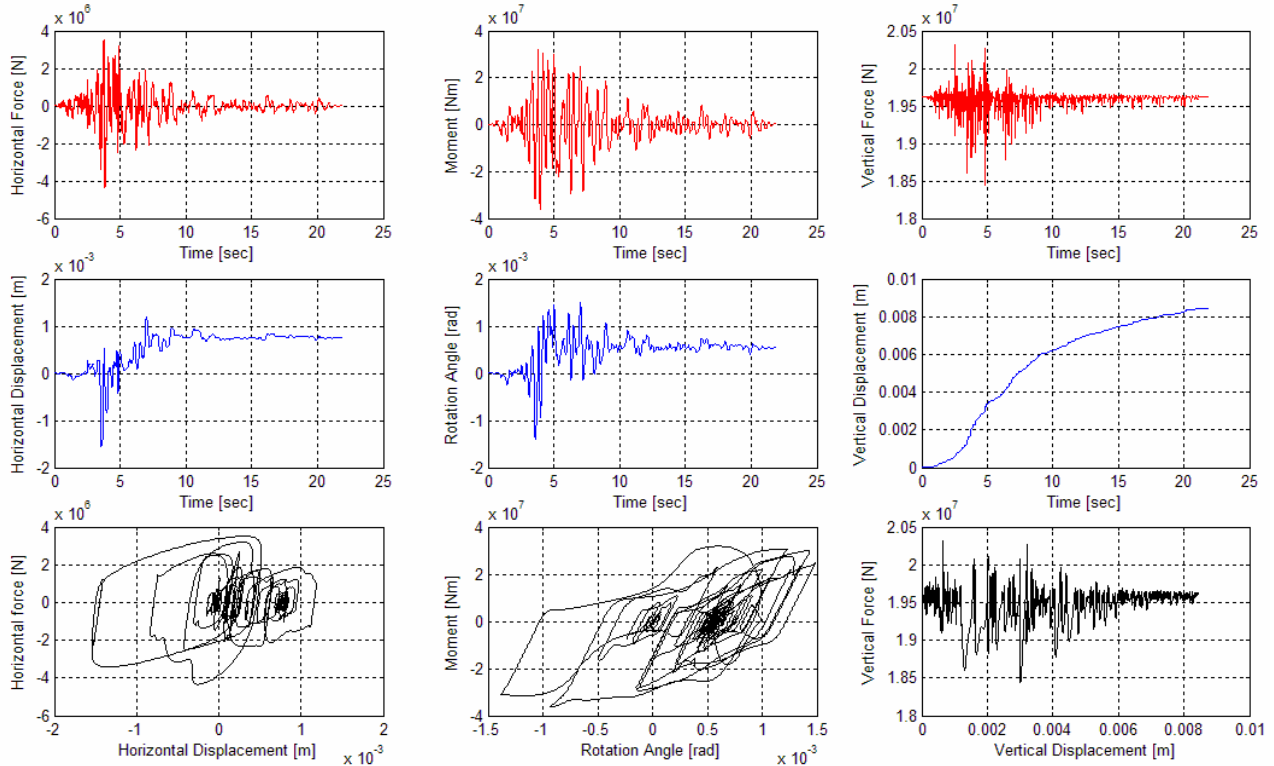 x 10^6
Horizontal Force [N]
4
2
0
-2
-4
-6
0 5 10 15 20 25
Time [sec]
x 10^7
Moment [Nm]
4
2
0
-2
-4
0 5 10 15 20 25
Time [sec]
x 10^7
Vertical Force [N]
2.05
2
1.95
1.9
1.85
1.8
0 5 10 15 20 25
Time [sec]
x 10^-3
Horizontal Displacement [m]
2
1
0
-1
-2
0 5 10 15 20 25
Time [sec]
x 10^-3
Rotation Angle [rad]
2
1
0
-1
-2
0 5 10 15 20 25
Time [sec]
Vertical Displacement [m]
0.01
0.008
0.006
0.004
0.002
0
0 5 10 15 20 25
Time [sec]
x 10^6
Horizontal force [N]
4
2
0
-2
-4
-6
-2 -1 0 1 2
Horizontal Displacement [m]
x 10^-3
x 10^7
Moment [Nm]
4
2
0
-2
-4
-1.5 -1 -0.5 0 0.5 1 1.5
Rotation Angle [rad]
x 10^-3
x 10^7
Vertical Force [N]
2.05
2
1.95
1.9
1.85
1.8
0 0.002 0.004 0.006 0.008 0.01
Vertical Displacement [m]